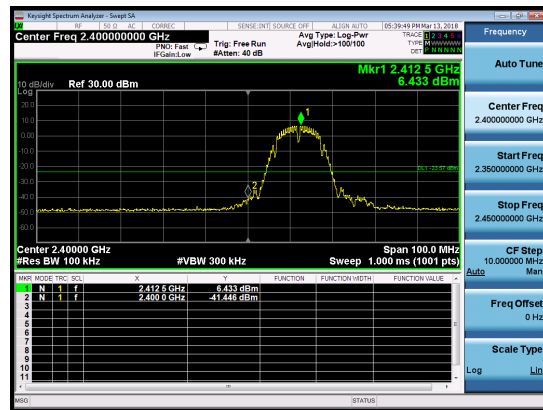 Keysight Spectrum Analyzer - Swept SA
RF 50 Ω AC CORREC SENSE:INT SOURCE OFF ALIGN AUTO 05:39:49 PM Mar 13, 2018
Center Freq 2.400000000 GHz
PNO: Fast
IFGain:Low
Trig: Free Run
#Atten: 40 dB
Avg Type: Log-Pwr
Avg|Hold:>100/100
TRACE 1 2 3 4 5 6
TYPE M WWWWW
DET P NNNNN
Mkr1 2.412 5 GHz
6.433 dBm
10 dB/div Ref 30.00 dBm
Log
20.0
10.0
0.00
-10.0
-20.0
-30.0
-40.0
-50.0
-60.0
1
2
DL1 -23.57 dBm
Center 2.40000 GHz
Span 100.0 MHz
#Res BW 100 kHz
#VBW 300 kHz
Sweep 1.000 ms (1001 pts)
MKR MODE TRC SCL X Y FUNCTION FUNCTION WIDTH FUNCTION VALUE
1 N 1 f 2.412 5 GHz 6.433 dBm
2 N 1 f 2.400 0 GHz -41.446 dBm
3
4
5
6
7
8
9
10
11
MSG
STATUS
Frequency
Auto Tune
Center Freq
2.400000000 GHz
Start Freq
2.350000000 GHz
Stop Freq
2.450000000 GHz
CF Step
10.000000 MHz
Auto Man
Freq Offset
0 Hz
Scale Type
Log Lin